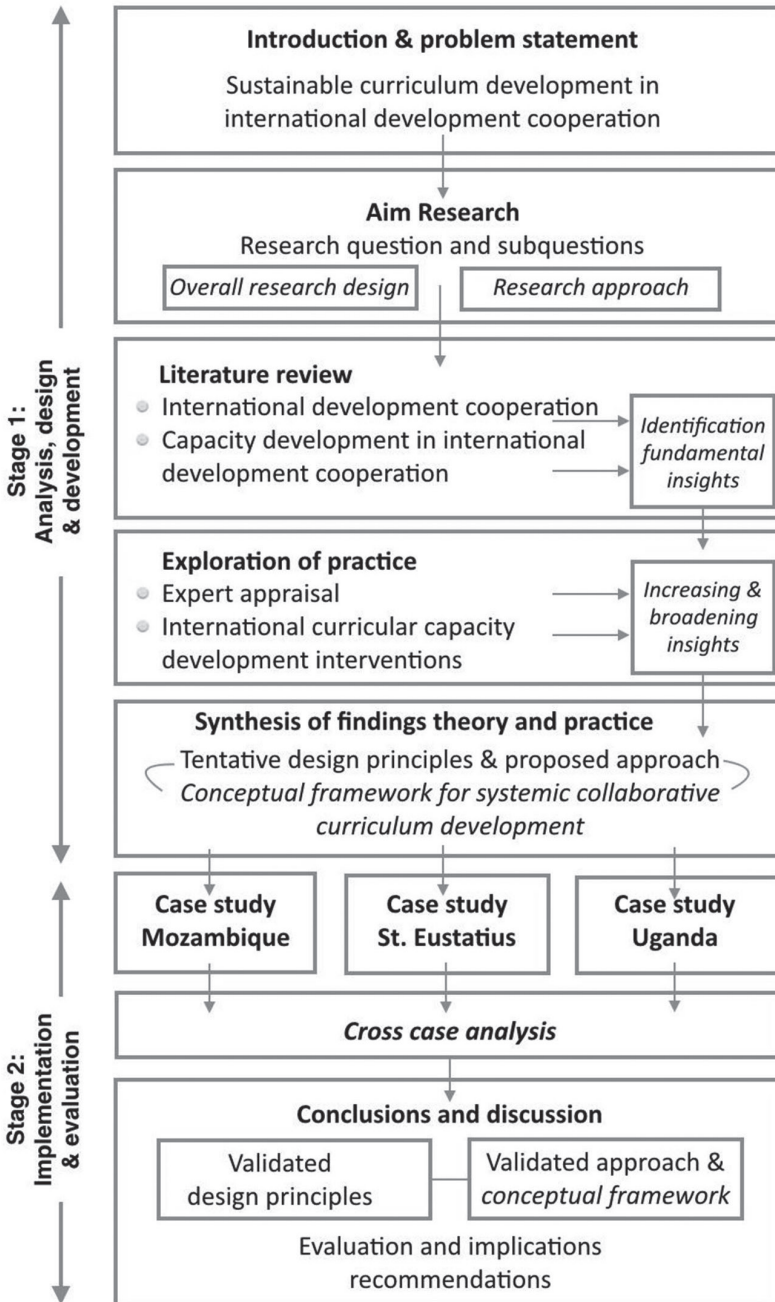 Stage 1:
Analysis, design
& development
Introduction & problem statement
Sustainable curriculum development in
international development cooperation
Aim Research
Research question and subquestions
Overall research design
Research approach
Literature review
International development cooperation
Capacity development in international
development cooperation
Identification
fundamental
insights
Exploration of practice
Expert appraisal
International curricular capacity
development interventions
Increasing &
broadening
insights
Synthesis of findings theory and practice
Tentative design principles & proposed approach
Conceptual framework for systemic collaborative
curriculum development
Stage 2:
Implementation
& evaluation
Case study
Mozambique
Case study
St. Eustatius
Case study
Uganda
Cross case analysis
Conclusions and discussion
Validated
design principles
Validated approach &
conceptual framework
Evaluation and implications
recommendations